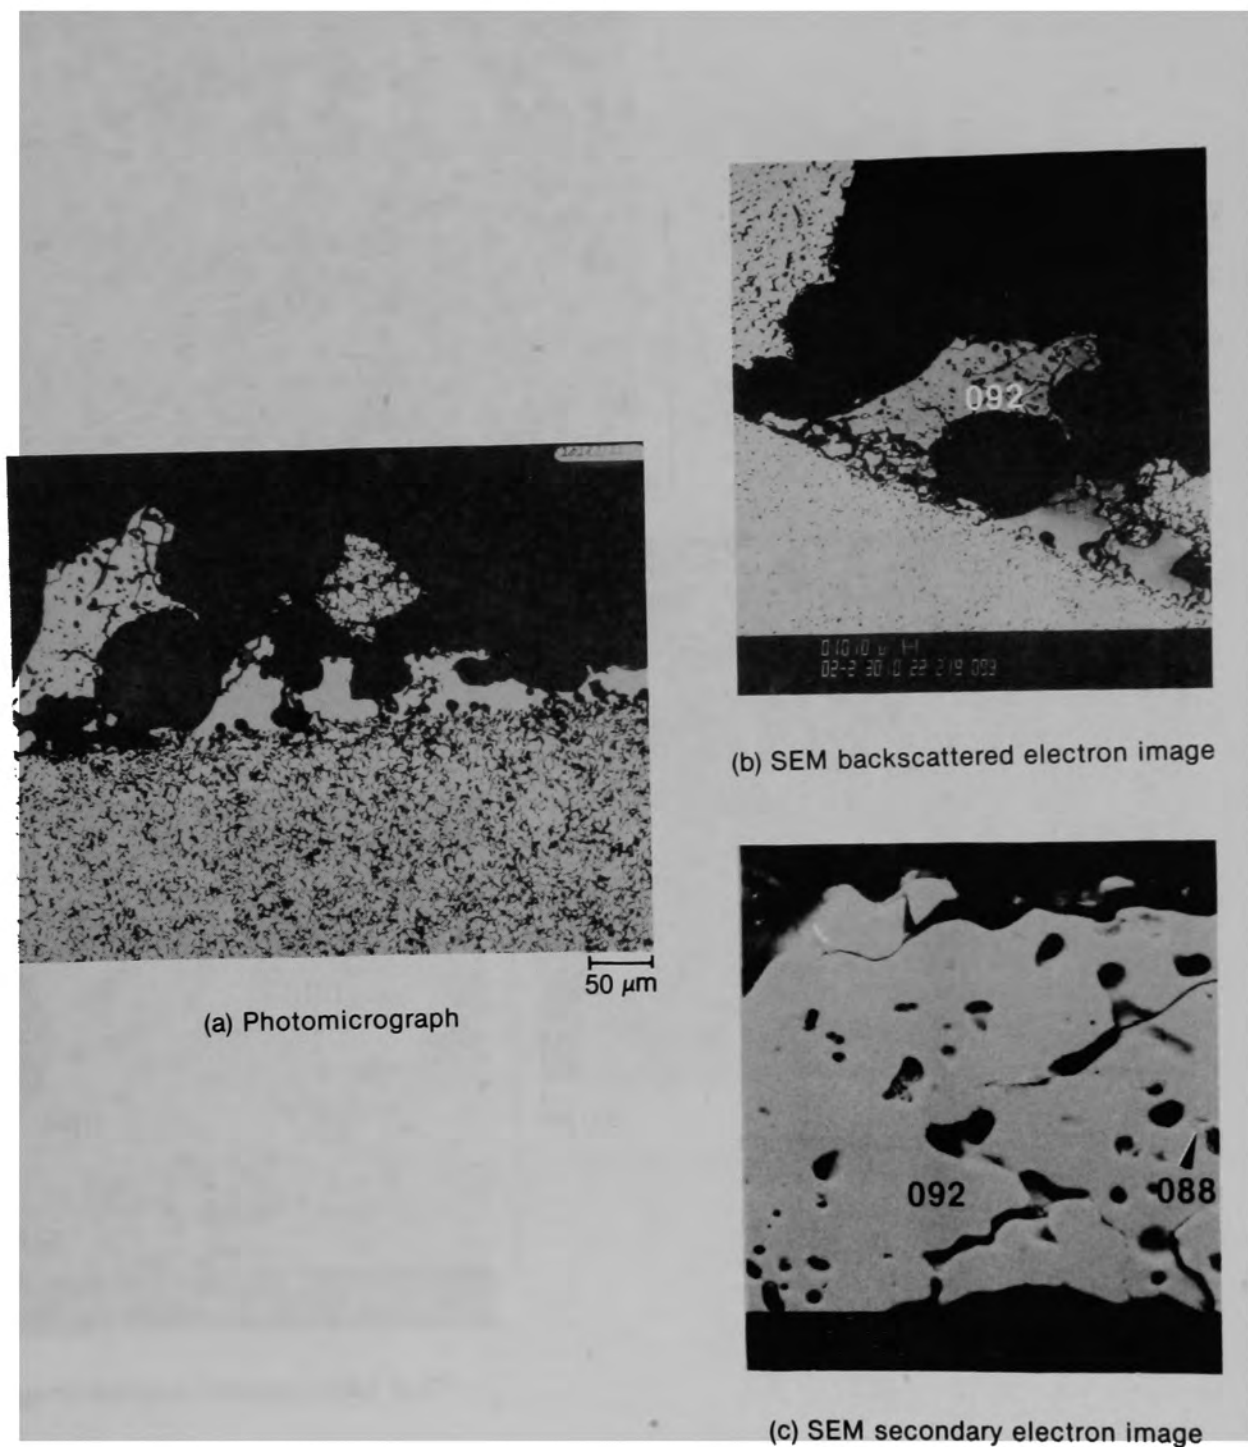 50 μm
(a) Photomicrograph
092
(b) SEM backscattered electron image
092
088
(c) SEM secondary electron image